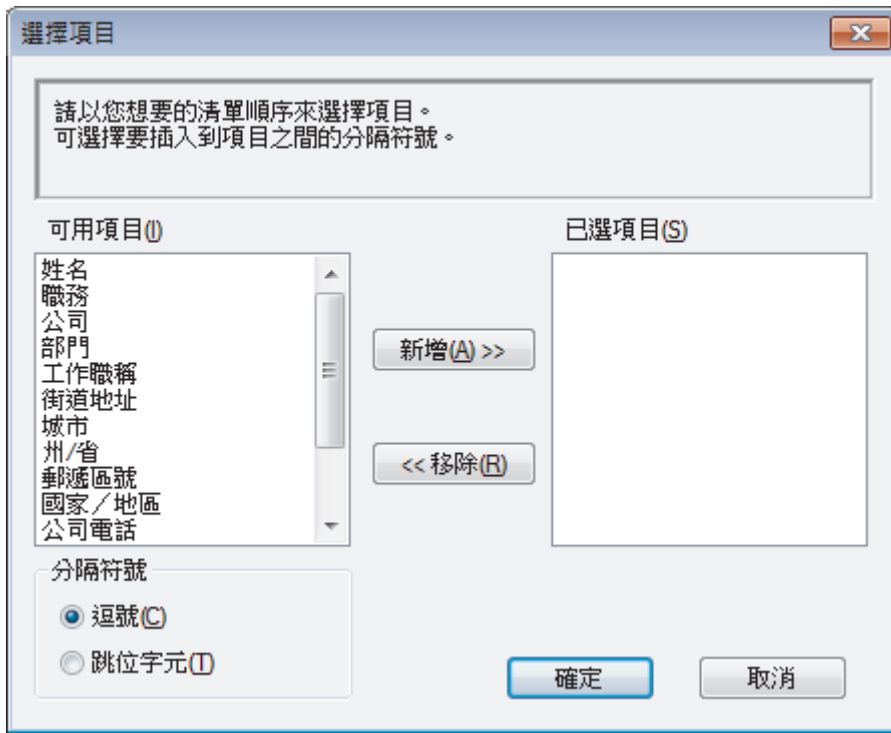 選擇項目
請以您想要的清單順序來選擇項目。
可選擇要插入到項目之間的分隔符號。
可用項目(I)
姓名
職務
公司
部門
工作職稱
街道地址
城市
州/省
郵遞區號
國家／地區
公司電話
新增(A) >>
<< 移除(R)
已選項目(S)
分隔符號
逗號(C)
跳位字元(T)
確定
取消